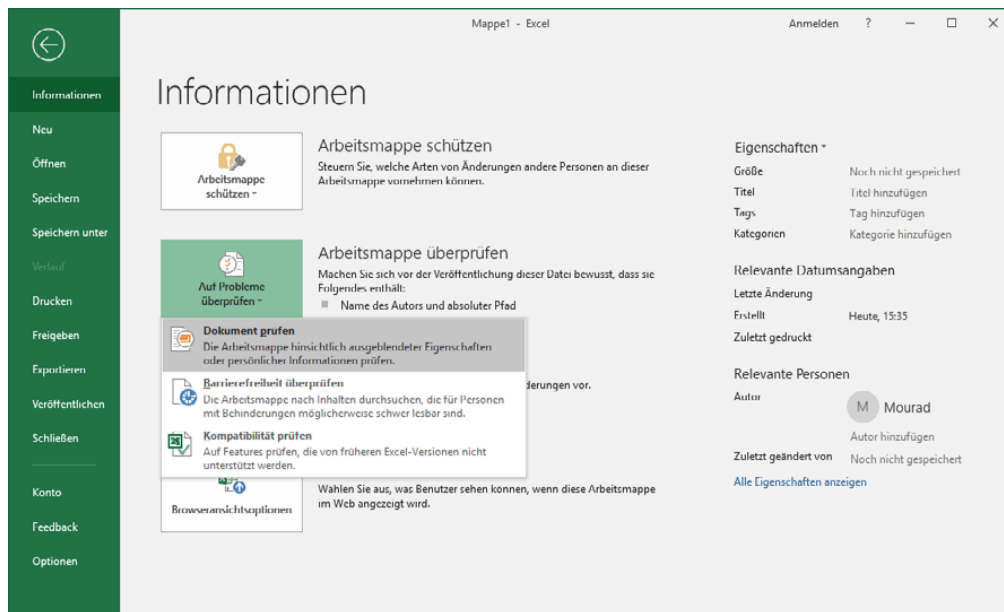 Mappe1 - Excel
Anmelden
?
Informationen
Neu
Öffnen
Speichern
Speichern unter
Verlauf
Drucken
Freigeben
Exportieren
Veröffentlichen
Schließen
Konto
Feedback
Optionen
Informationen
Arbeitsmappe
schützen
Arbeitsmappe schützen
Steuern Sie, welche Arten von Änderungen andere Personen an dieser
Arbeitsmappe vornehmen können.
Auf Probleme
überprüfen
Arbeitsmappe überprüfen
Machen Sie sich vor der Veröffentlichung dieser Datei bewusst, dass sie
Folgendes enthält:
Name des Autors und absoluter Pfad
Dokument prüfen
Die Arbeitsmappe hinsichtlich ausgeblendeter Eigenschaften
oder persönlicher Informationen prüfen.
Barrierefreiheit überprüfen
Die Arbeitsmappe nach Inhalten durchsuchen, die für Personen
mit Behinderungen möglicherweise schwer lesbar sind.
Kompatibilität prüfen
Auf Features prüfen, die von früheren Excel-Versionen nicht
unterstützt werden.
derungen vor.
Browseransichtsoptionen
Wählen Sie aus, was Benutzer sehen können, wenn diese Arbeitsmappe
im Web angezeigt wird.
Eigenschaften
Größe Noch nicht gespeichert
Titel Titel hinzufügen
Tags Tag hinzufügen
Kategorien Kategorie hinzufügen
Relevante Datumsangaben
Letzte Änderung
Erstellt Heute, 15:35
Zuletzt gedruckt
Relevante Personen
Autor
M Mourad
Autor hinzufügen
Zuletzt geändert von Noch nicht gespeichert
Alle Eigenschaften anzeigen